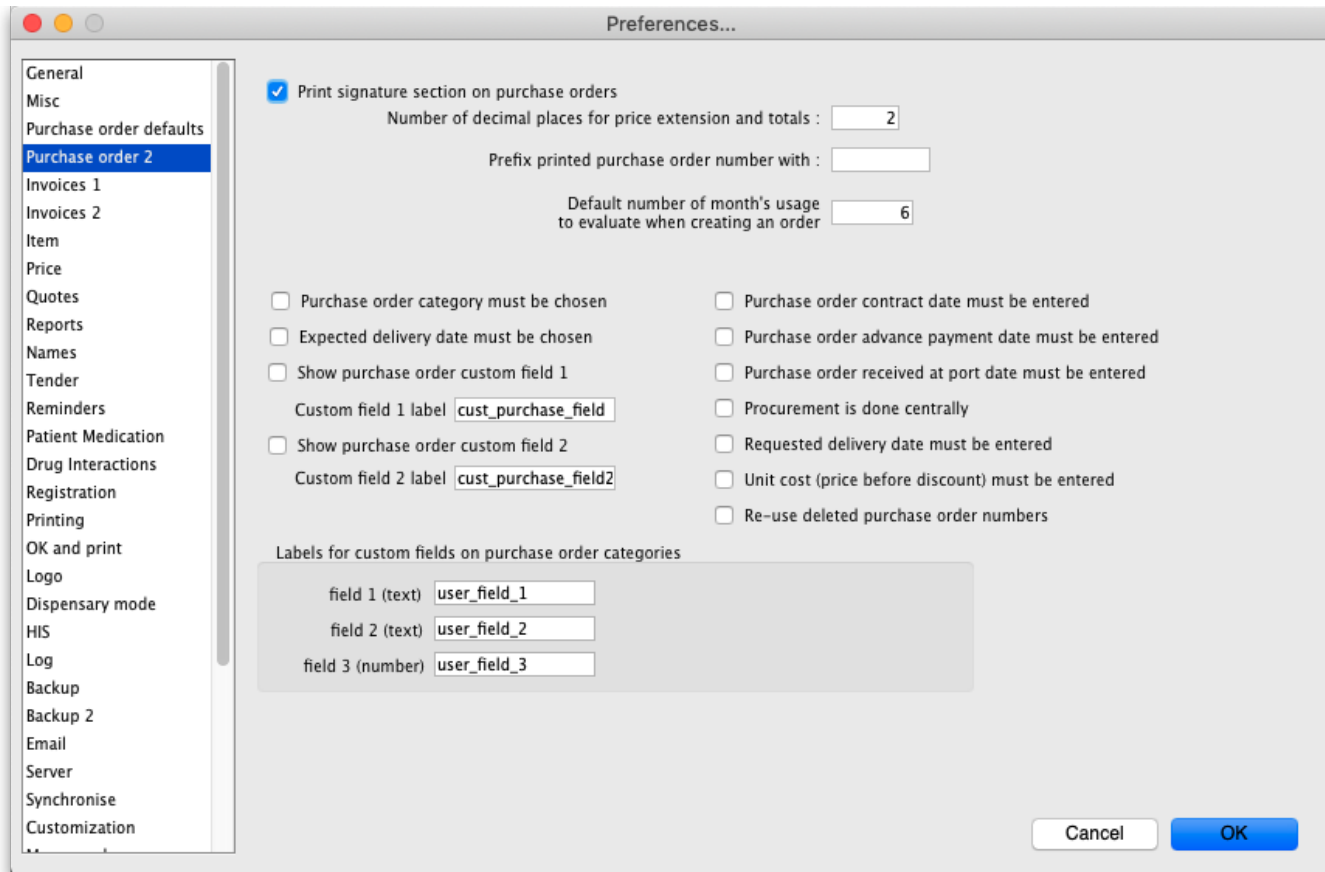 Preferences...
General
Misc
Purchase order defaults
Purchase order 2
Invoices 1
Invoices 2
Item
Price
Quotes
Reports
Names
Tender
Reminders
Patient Medication
Drug Interactions
Registration
Printing
OK and print
Logo
Dispensary mode
HIS
Log
Backup
Backup 2
Email
Server
Synchronise
Customization
Print signature section on purchase orders
Number of decimal places for price extension and totals : 2
Prefix printed purchase order number with :
Default number of month's usage
to evaluate when creating an order 6
Purchase order category must be chosen
Expected delivery date must be chosen
Show purchase order custom field 1
Custom field 1 label cust_purchase_field
Show purchase order custom field 2
Custom field 2 label cust_purchase_field2
Purchase order contract date must be entered
Purchase order advance payment date must be entered
Purchase order received at port date must be entered
Procurement is done centrally
Requested delivery date must be entered
Unit cost (price before discount) must be entered
Re-use deleted purchase order numbers
Labels for custom fields on purchase order categories
field 1 (text) user_field_1
field 2 (text) user_field_2
field 3 (number) user_field_3
Cancel OK